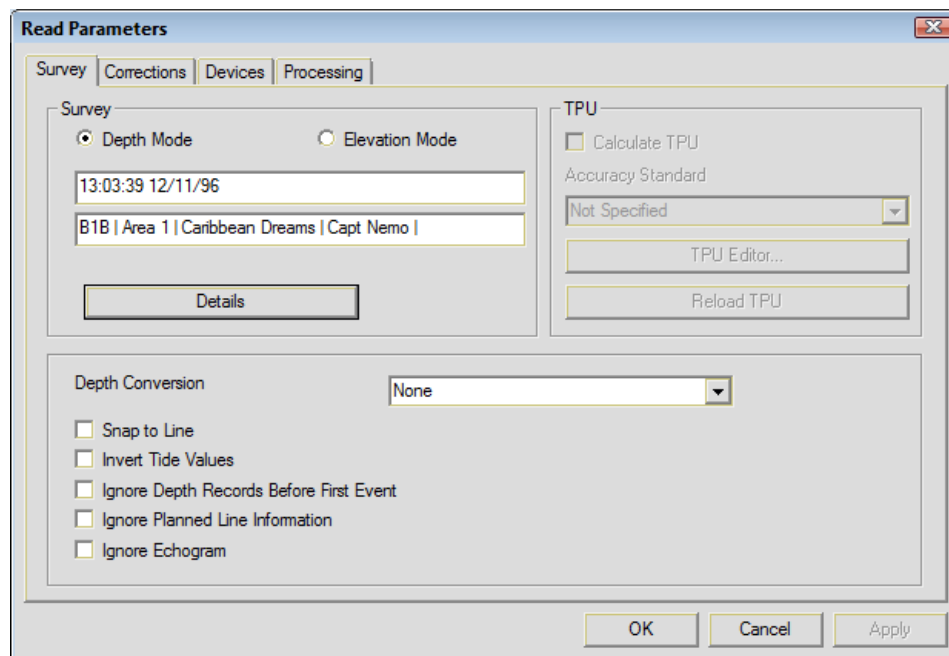 Read Parameters
Survey Corrections Devices Processing
Survey
Depth Mode Elevation Mode
13:03:39 12/11/96
B1B | Area 1 | Caribbean Dreams | Capt Nemo |
Details
TPU
Calculate TPU
Accuracy Standard
Not Specified
TPU Editor...
Reload TPU
Depth Conversion None
Snap to Line
Invert Tide Values
Ignore Depth Records Before First Event
Ignore Planned Line Information
Ignore Echogram
OK Cancel Apply